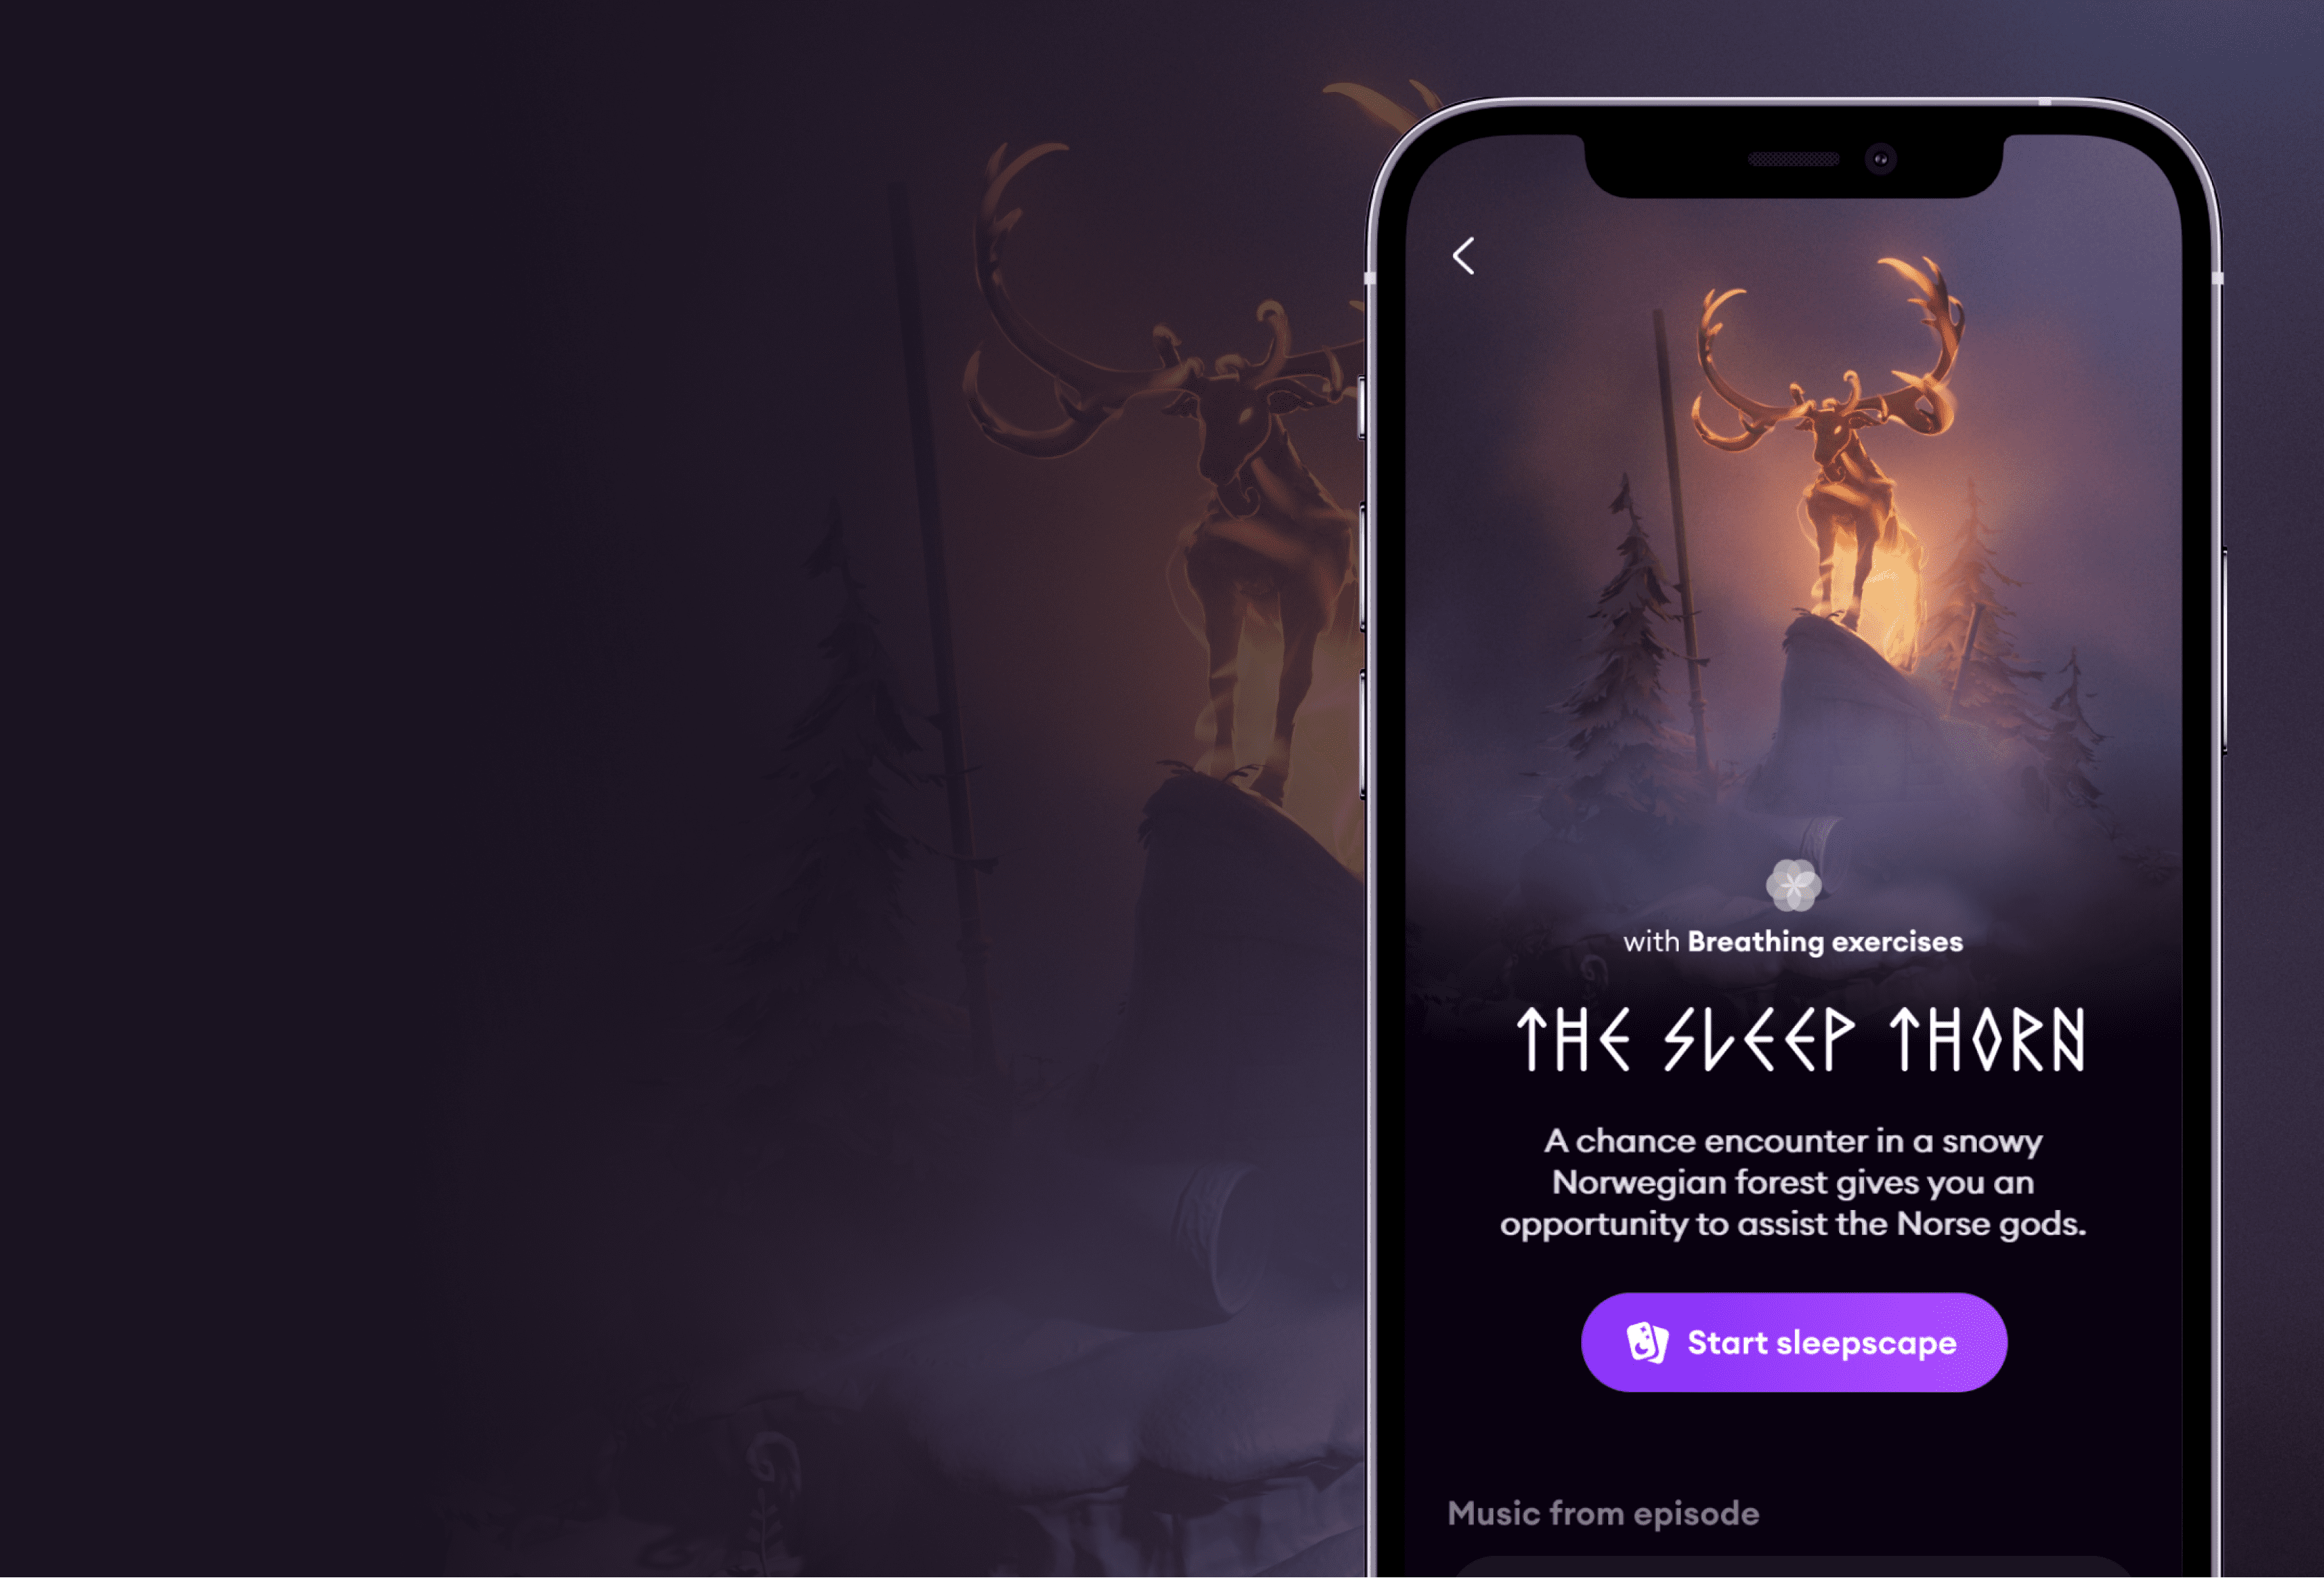 with Breathing exercises
THE SLEEP THORN
A chance encounter in a snowy
Norwegian forest gives you an
opportunity to assist the Norse gods.
Start sleepscape
Music from episode